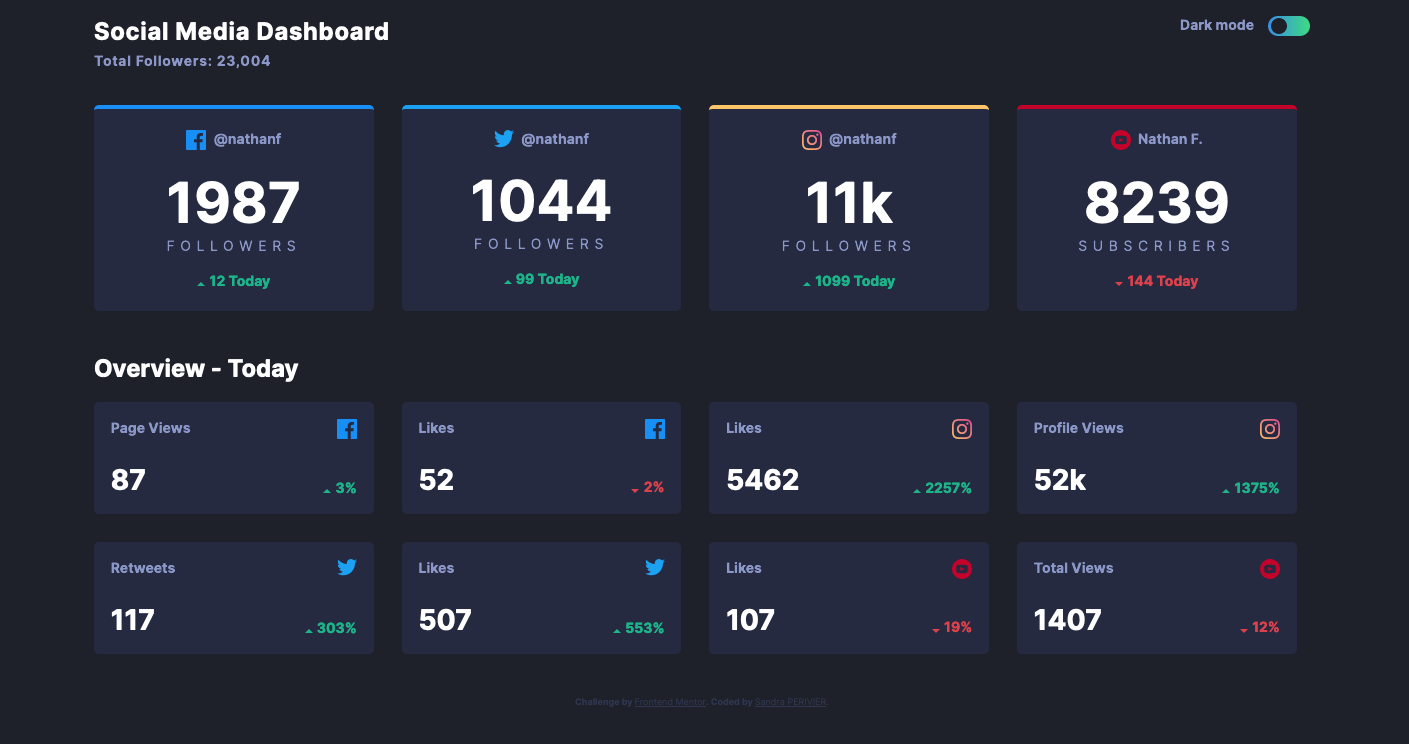 Social Media Dashboard
Dark mode
Total Followers: 23,004
@nathanf
@nathanf
@nathanf
Nathan F.
1987
1044
11k
8239
FOLLOWERS
FOLLOWERS
FOLLOWERS
SUBSCRIBERS
12 Today
99 Today
1099 Today
144 Today
Overview - Today
Page Views
Likes
Likes
Profile Views
87
3%
52
2%
5462
2257%
52k
1375%
Retweets
Likes
Likes
Total Views
117
303%
507
553%
107
19%
1407
12%
Challenge by Frontend Mentor. Coded by Sandra PERIVIER.